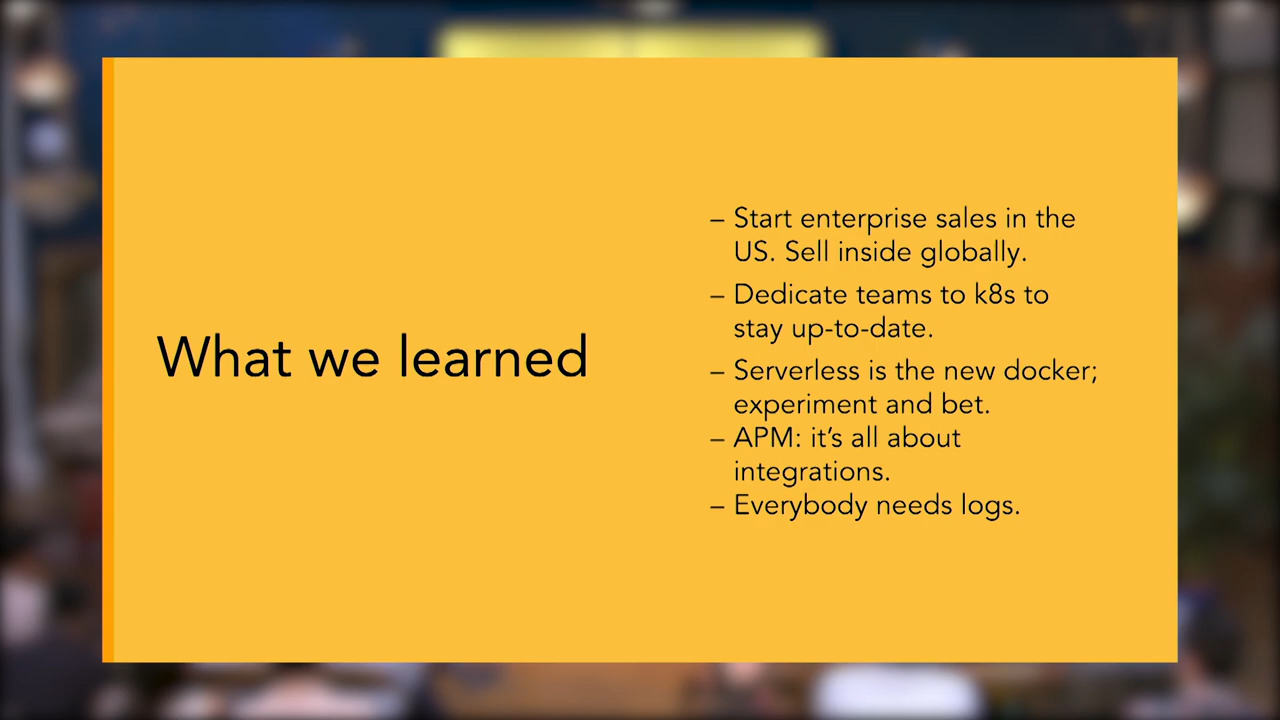 What we learned
– Start enterprise sales in the
US. Sell inside globally.
– Dedicate teams to k8s to
stay up-to-date.
– Serverless is the new docker;
experiment and bet.
– APM: it’s all about
integrations.
– Everybody needs logs.